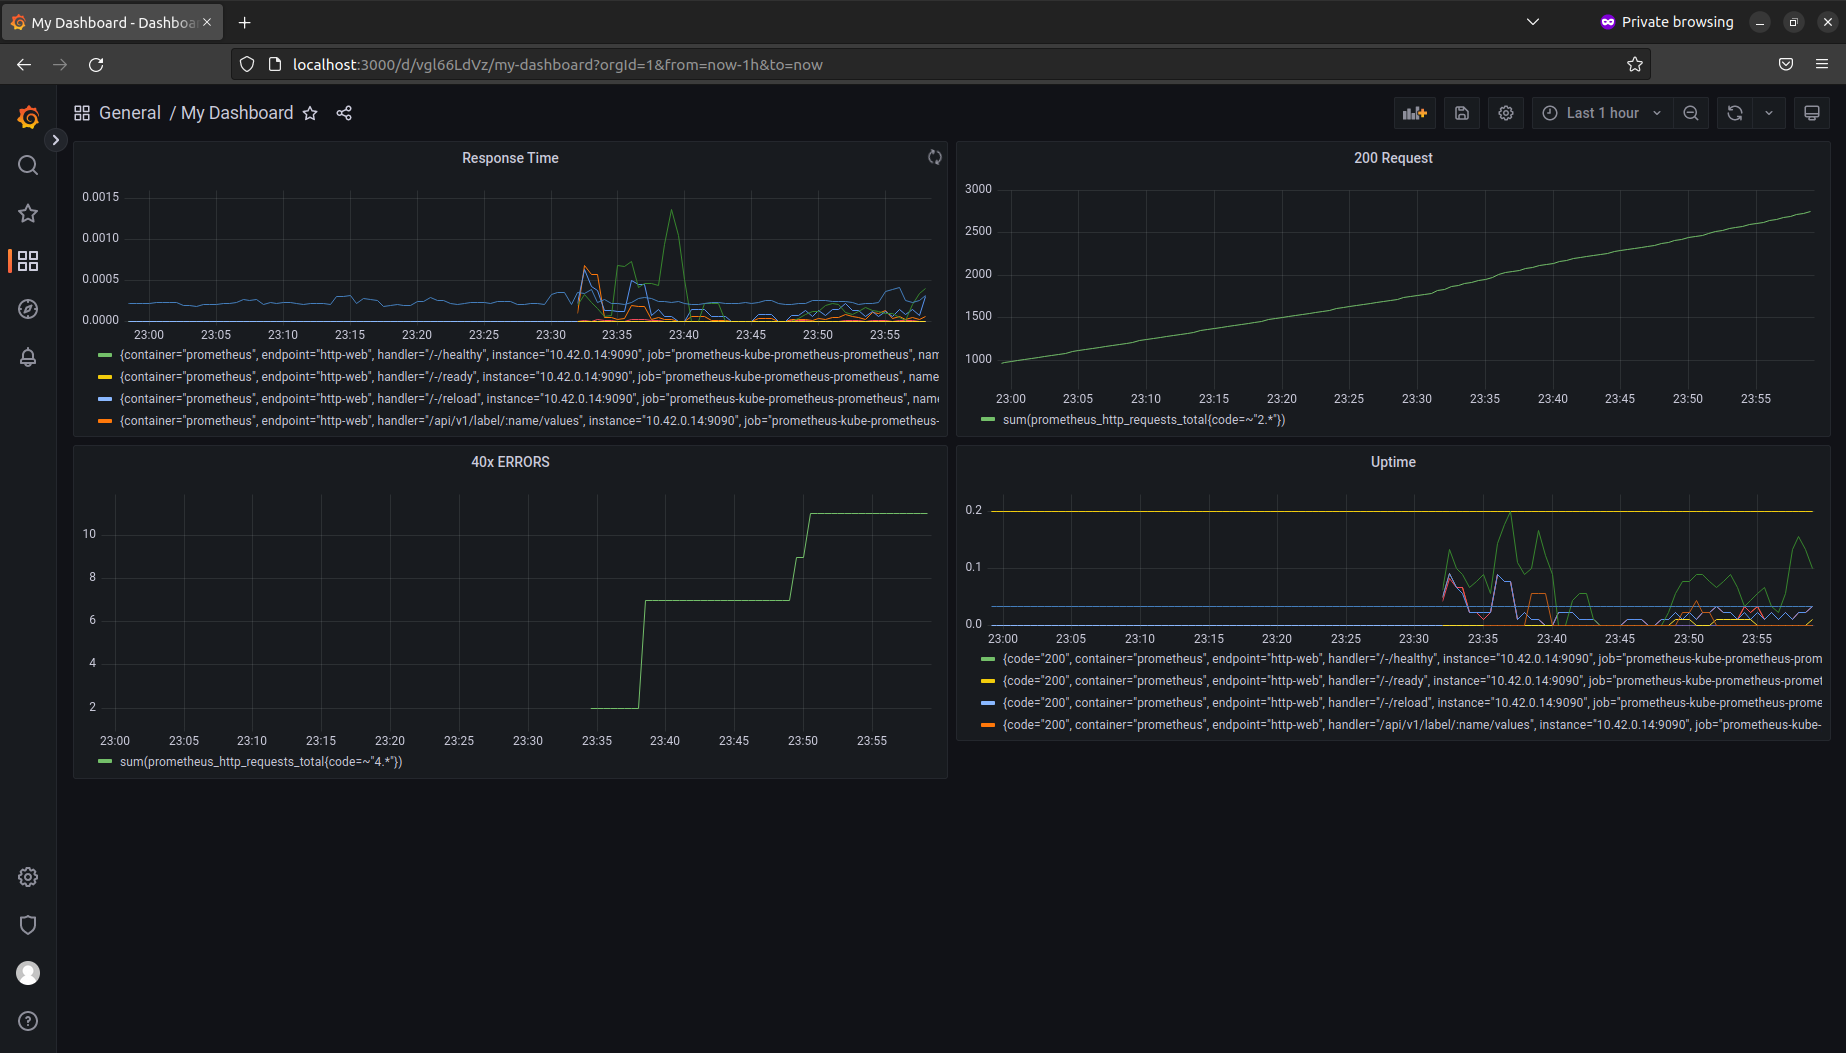 My Dashboard - Dashboa
Private browsing
localhost:3000/d/vgl66LdVz/my-dashboard?orgId=1&from=now-1h&to=now
General / My Dashboard
Last 1 hour
Response Time
0.0015
0.0010
0.0005
0.0000
23:00 23:05 23:10 23:15 23:20 23:25 23:30 23:35 23:40 23:45 23:50 23:55
{container="prometheus", endpoint="http-web", handler="/-/healthy", instance="10.42.0.14:9090", job="prometheus-kube-prometheus-prometheus", nam
{container="prometheus", endpoint="http-web", handler="/-/ready", instance="10.42.0.14:9090", job="prometheus-kube-prometheus-prometheus", name
{container="prometheus", endpoint="http-web", handler="/-/reload", instance="10.42.0.14:9090", job="prometheus-kube-prometheus-prometheus", nam
{container="prometheus", endpoint="http-web", handler="/api/v1/label/:name/values", instance="10.42.0.14:9090", job="prometheus-kube-prometheus-
200 Request
3000
2500
2000
1500
1000
23:00 23:05 23:10 23:15 23:20 23:25 23:30 23:35 23:40 23:45 23:50 23:55
sum(prometheus_http_requests_total{code=~"2.*"})
40x ERRORS
10
8
6
4
2
23:00 23:05 23:10 23:15 23:20 23:25 23:30 23:35 23:40 23:45 23:50 23:55
sum(prometheus_http_requests_total{code=~"4.*"})
Uptime
0.2
0.1
0.0
23:00 23:05 23:10 23:15 23:20 23:25 23:30 23:35 23:40 23:45 23:50 23:55
{code="200", container="prometheus", endpoint="http-web", handler="/-/healthy", instance="10.42.0.14:9090", job="prometheus-kube-prometheus-prom
{code="200", container="prometheus", endpoint="http-web", handler="/-/ready", instance="10.42.0.14:9090", job="prometheus-kube-prometheus-promet
{code="200", container="prometheus", endpoint="http-web", handler="/-/reload", instance="10.42.0.14:9090", job="prometheus-kube-prometheus-prome
{code="200", container="prometheus", endpoint="http-web", handler="/api/v1/label/:name/values", instance="10.42.0.14:9090", job="prometheus-kube-